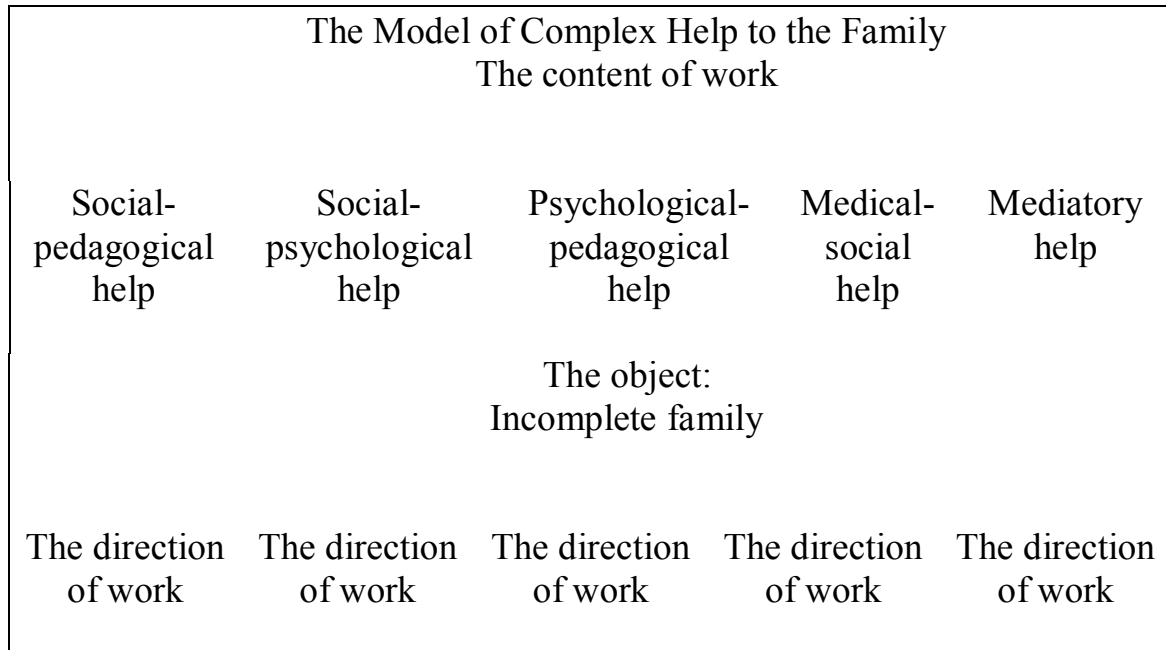 The Model of Complex Help to the Family
The content of work
Social-
pedagogical
help
Social-
psychological
help
Psychological-
pedagogical
help
Medical-
social
help
Mediatory
help
The object:
Incomplete family
The direction
of work
The direction
of work
The direction
of work
The direction
of work
The direction
of work